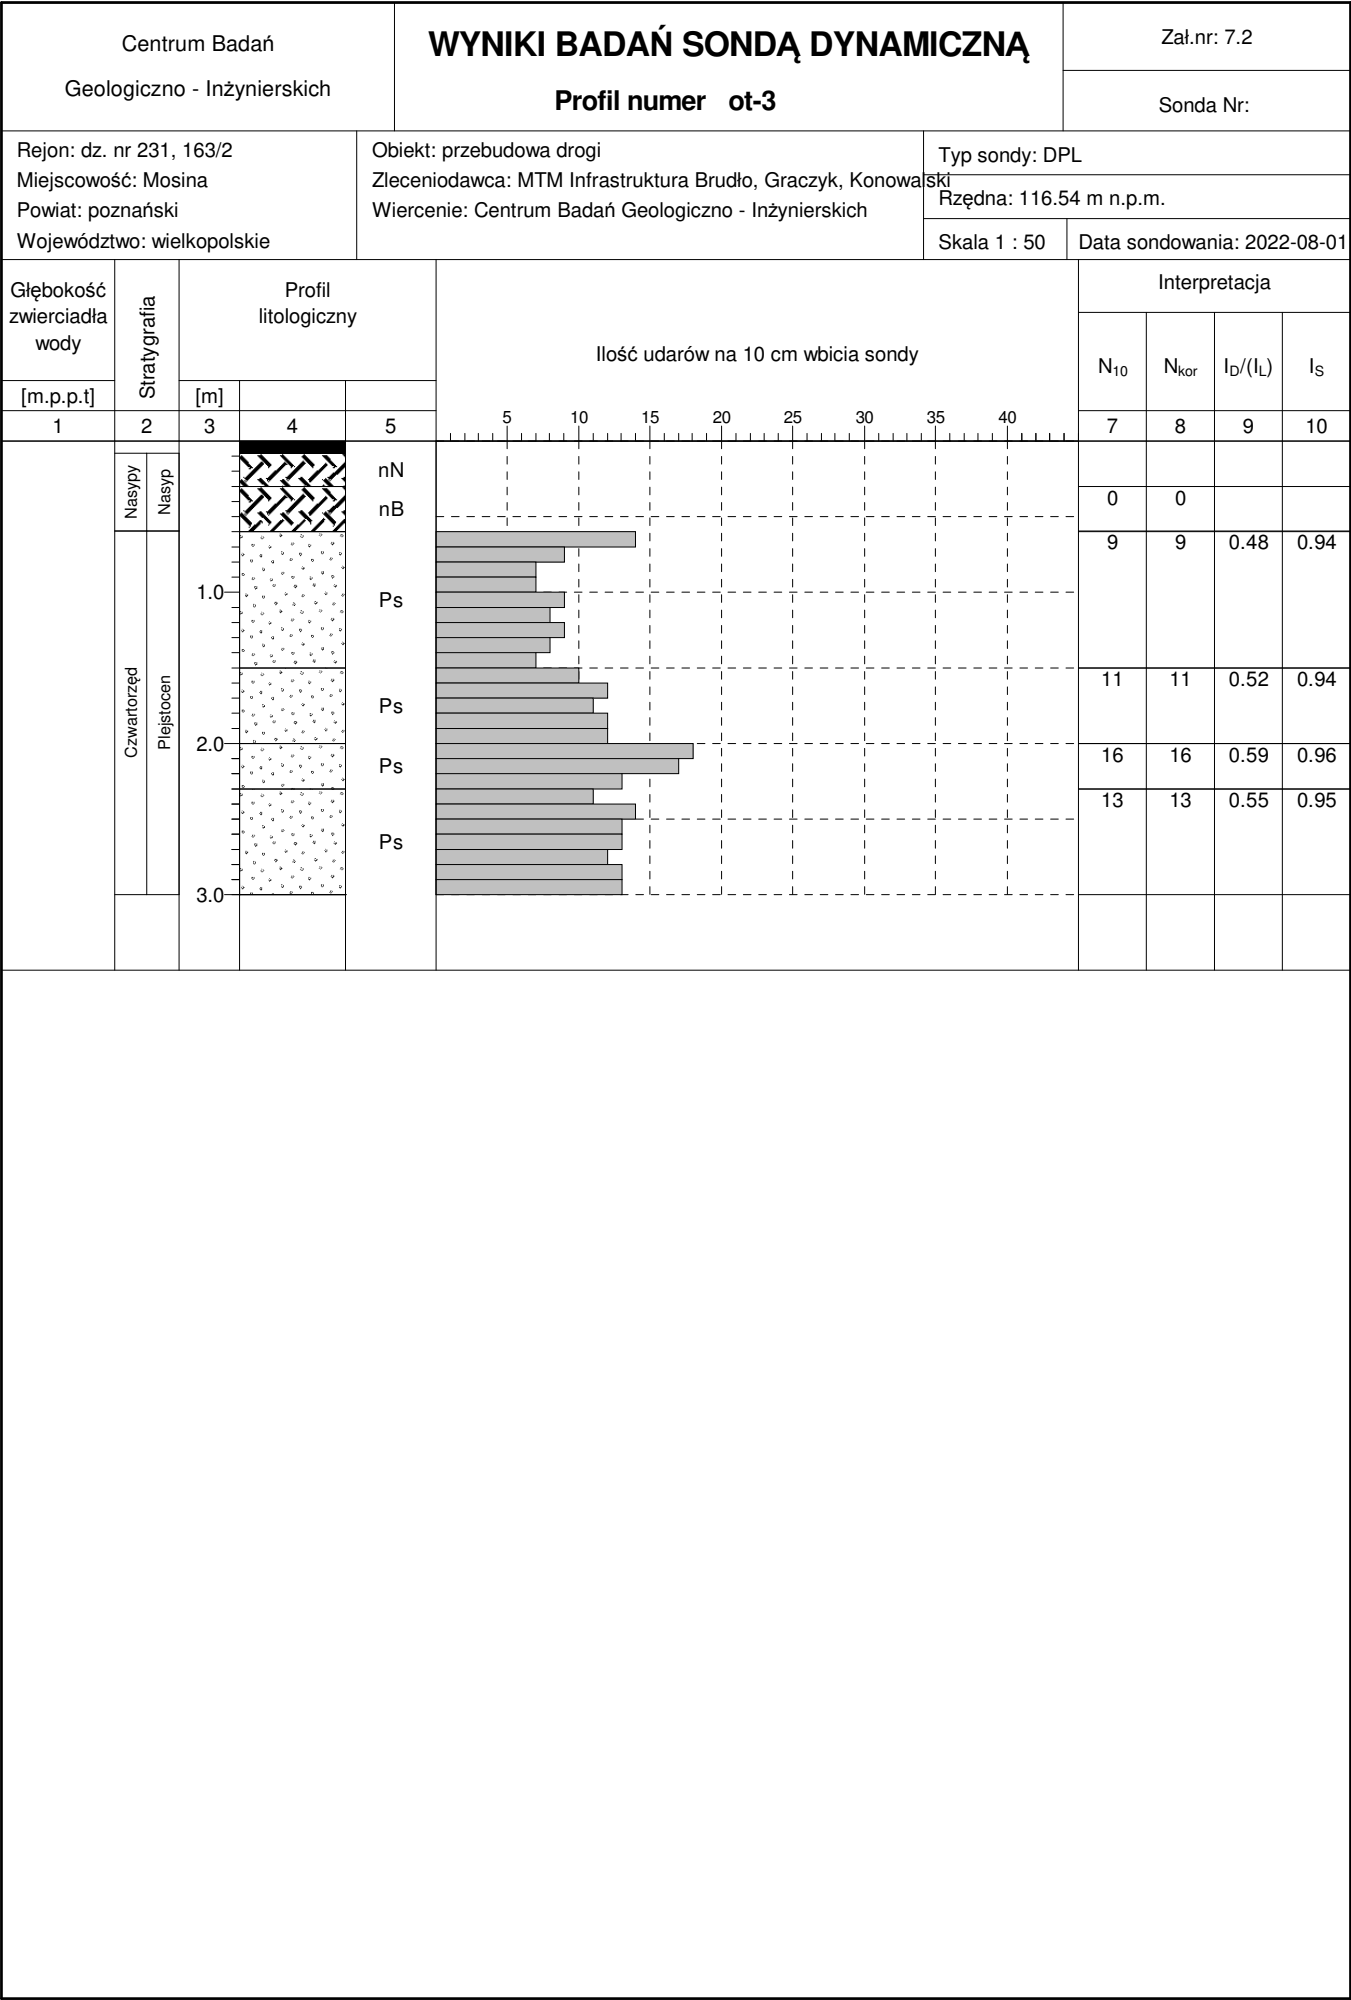 Centrum Badań
Geologiczno - Inżynierskich
WYNIKI BADAŃ SONDĄ DYNAMICZNĄ
Profil numer ot-3
Zał.nr: 7.2
Sonda Nr:
Rejon: dz. nr 231, 163/2
Miejscowość: Mosina
Powiat: poznański
Województwo: wielkopolskie
Obiekt: przebudowa drogi
Zleceniodawca: MTM Infrastruktura Brudło, Graczyk, Konowalski
Wiercenie: Centrum Badań Geologiczno - Inżynierskich
Typ sondy: DPL
Rzędna: 116.54 m n.p.m.
Skala 1 : 50
Data sondowania: 2022-08-01
Głębokość
zwierciadła
wody
[m.p.p.t]
Stratygrafia
Profil
litologiczny
[m]
Ilość udarów na 10 cm wbicia sondy
Interpretacja
N10 Nkor ID/(IL) IS
1 2 3 4 5
5 10 15 20 25 30 35 40
7 8 9 10
Nasypy
Nasyp
nN
nB
0 0
9 9 0.48 0.94
1.0
Ps
Czwartorzęd
Plejstocen
11 11 0.52 0.94
Ps
2.0
16 16 0.59 0.96
Ps
13 13 0.55 0.95
Ps
3.0